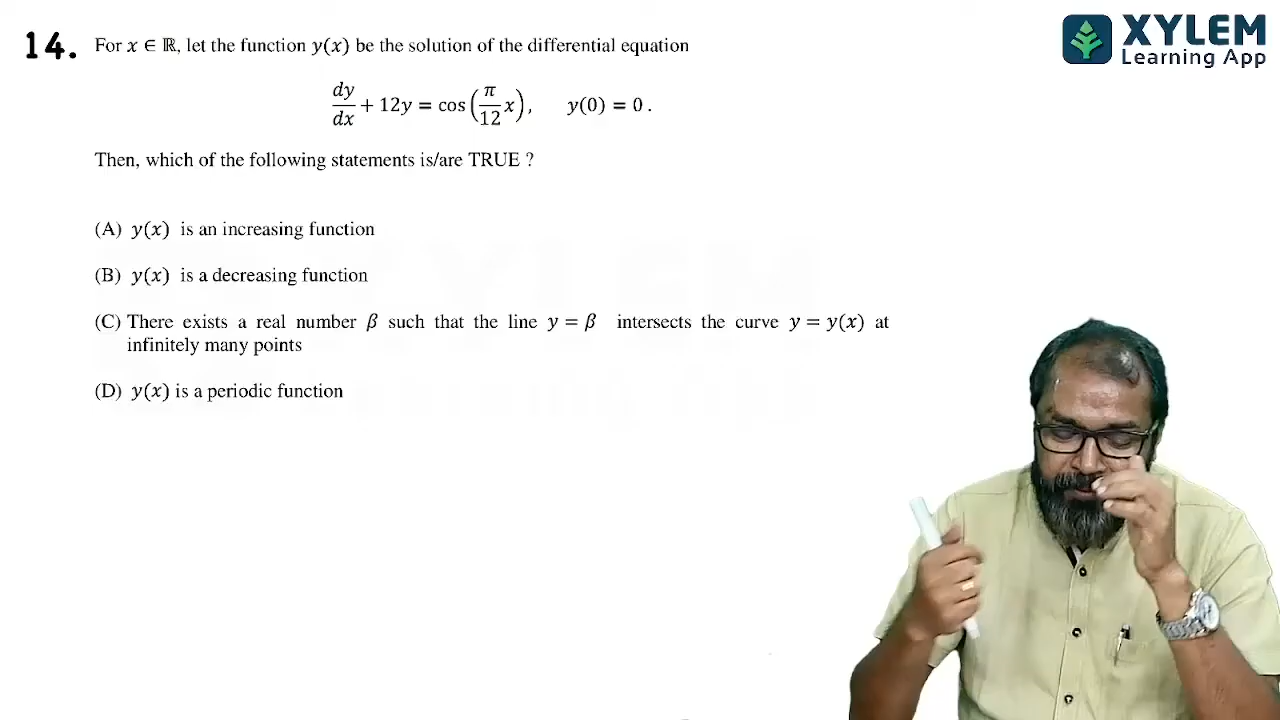 14. For x ∈ ℝ, let the function y(x) be the solution of the differential equation
XYLEM
Learning App
dy/dx + 12y = cos(π/12 x), y(0) = 0 .
Then, which of the following statements is/are TRUE ?
(A) y(x) is an increasing function
(B) y(x) is a decreasing function
(C) There exists a real number β such that the line y = β intersects the curve y = y(x) at
infinitely many points
(D) y(x) is a periodic function